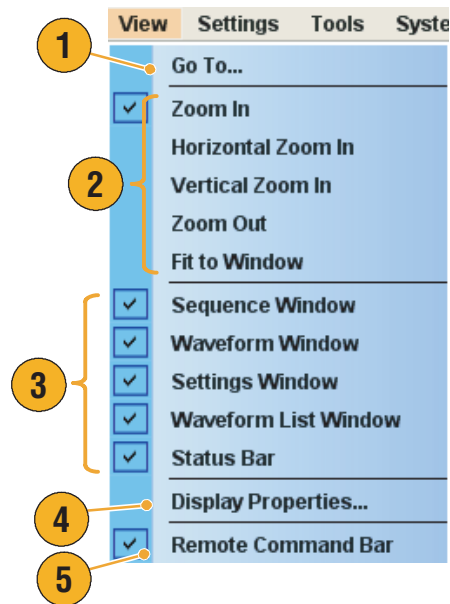 View Settings Tools Syste
1
Go To...
Zoom In
Horizontal Zoom In
2
Vertical Zoom In
Zoom Out
Fit to Window
Sequence Window
Waveform Window
3
Settings Window
Waveform List Window
Status Bar
4
Display Properties...
Remote Command Bar
5